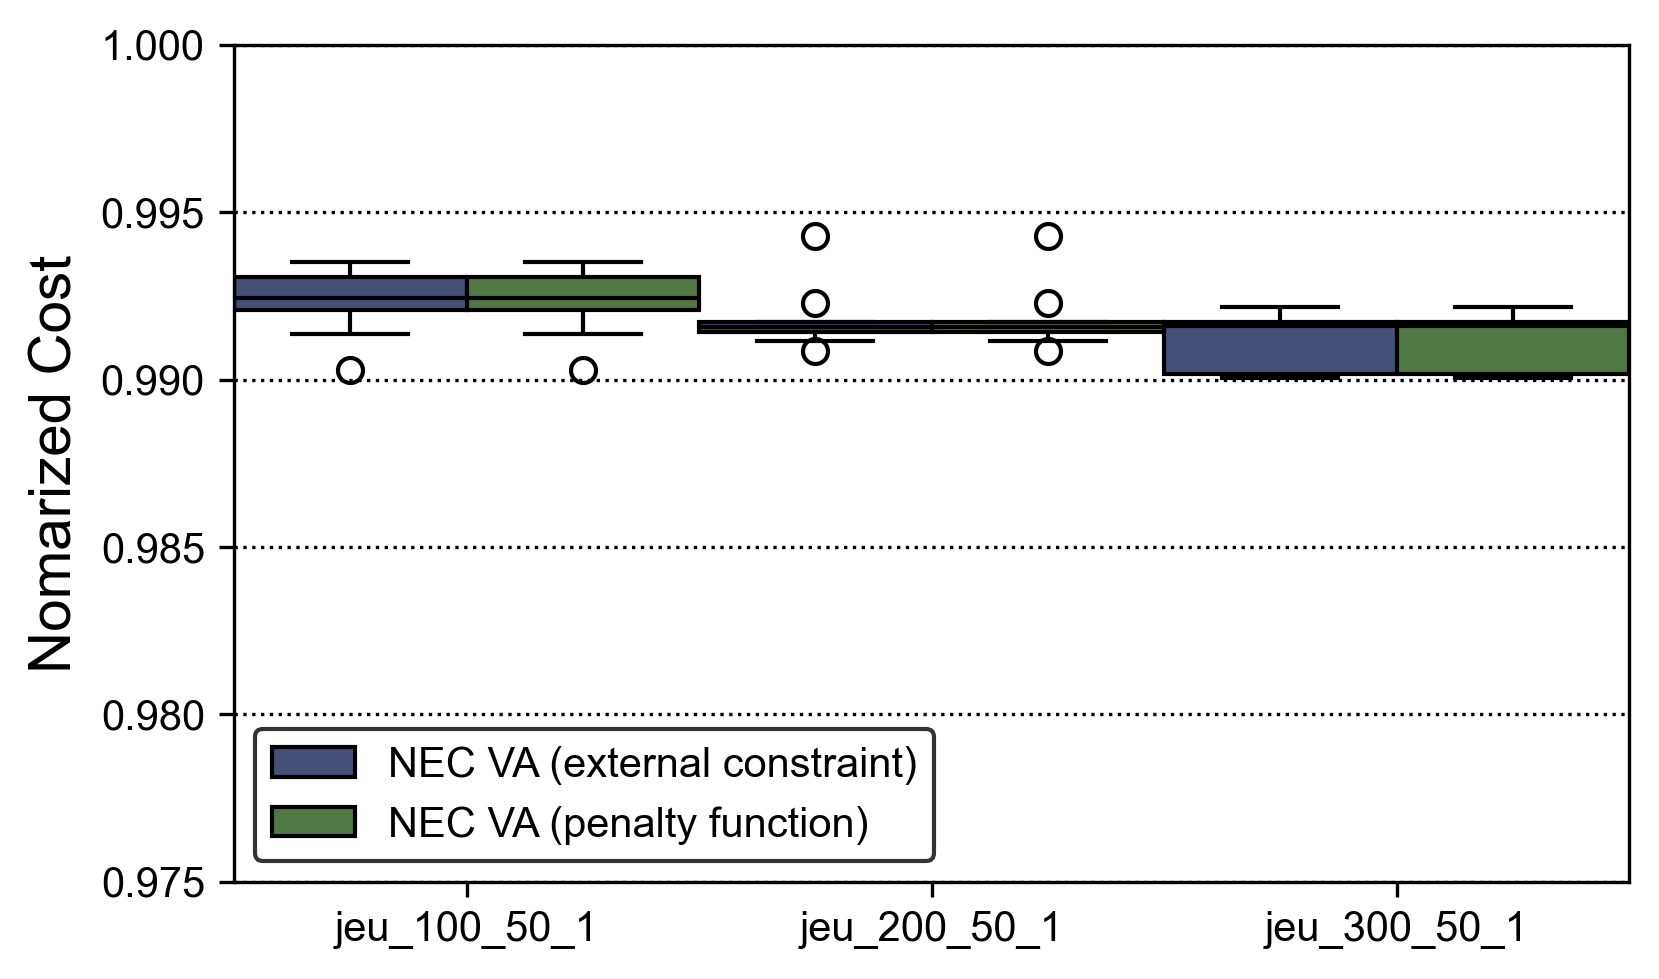 Nomarized Cost
1.000
0.995
0.990
0.985
0.980
0.975
NEC VA (external constraint)
NEC VA (penalty function)
jeu_100_50_1
jeu_200_50_1
jeu_300_50_1